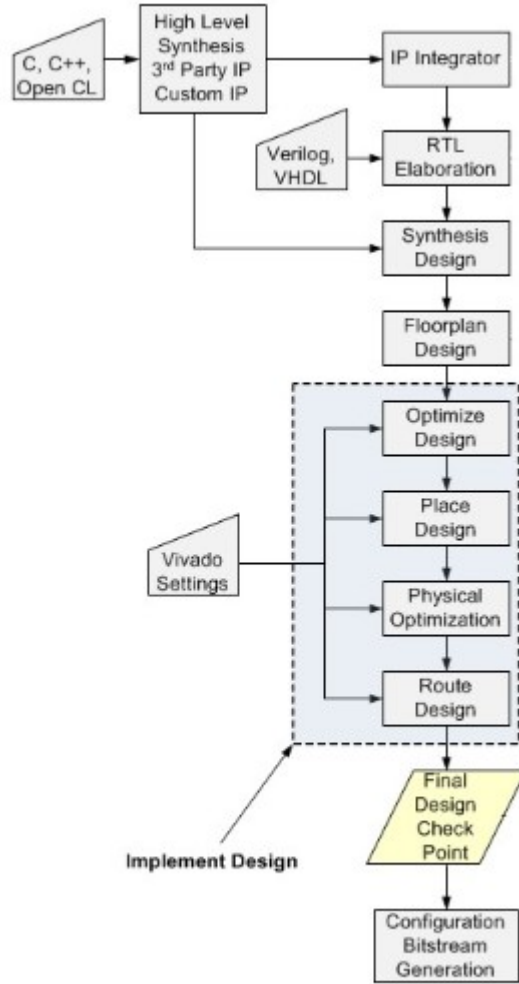 C, C++,
Open CL
High Level
Synthesis
3rd Party IP
Custom IP
IP Integrator
Verilog,
VHDL
RTL
Elaboration
Synthesis
Design
Floorplan
Design
Optimize
Design
Place
Design
Vivado
Settings
Physical
Optimization
Route
Design
Implement Design
Final
Design
Check
Point
Configuration
Bitstream
Generation